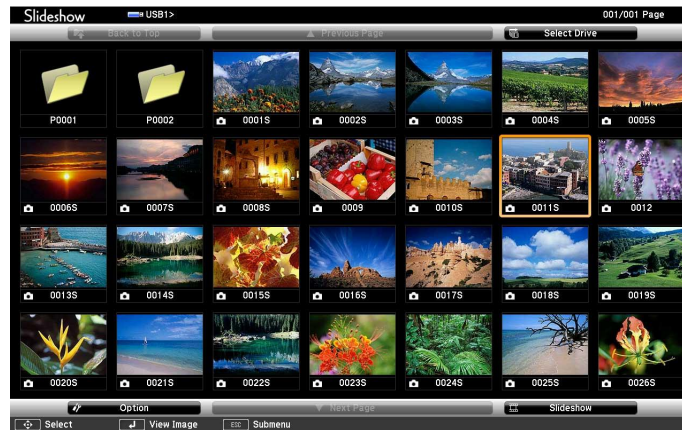 Slideshow USB1> 001/001 Page
Back to Top Previous Page Select Drive
P0001 P0002 0001S 0002S 0003S 0004S 0005S
0006S 0007S 0008S 0009 0010S 0011S 0012
0013S 0014S 0015S 0016S 0017S 0018S 0019S
0020S 0021S 0022S 0023S 0024S 0025S 0026S
Option Next Page Slideshow
Select View Image ESC Submenu